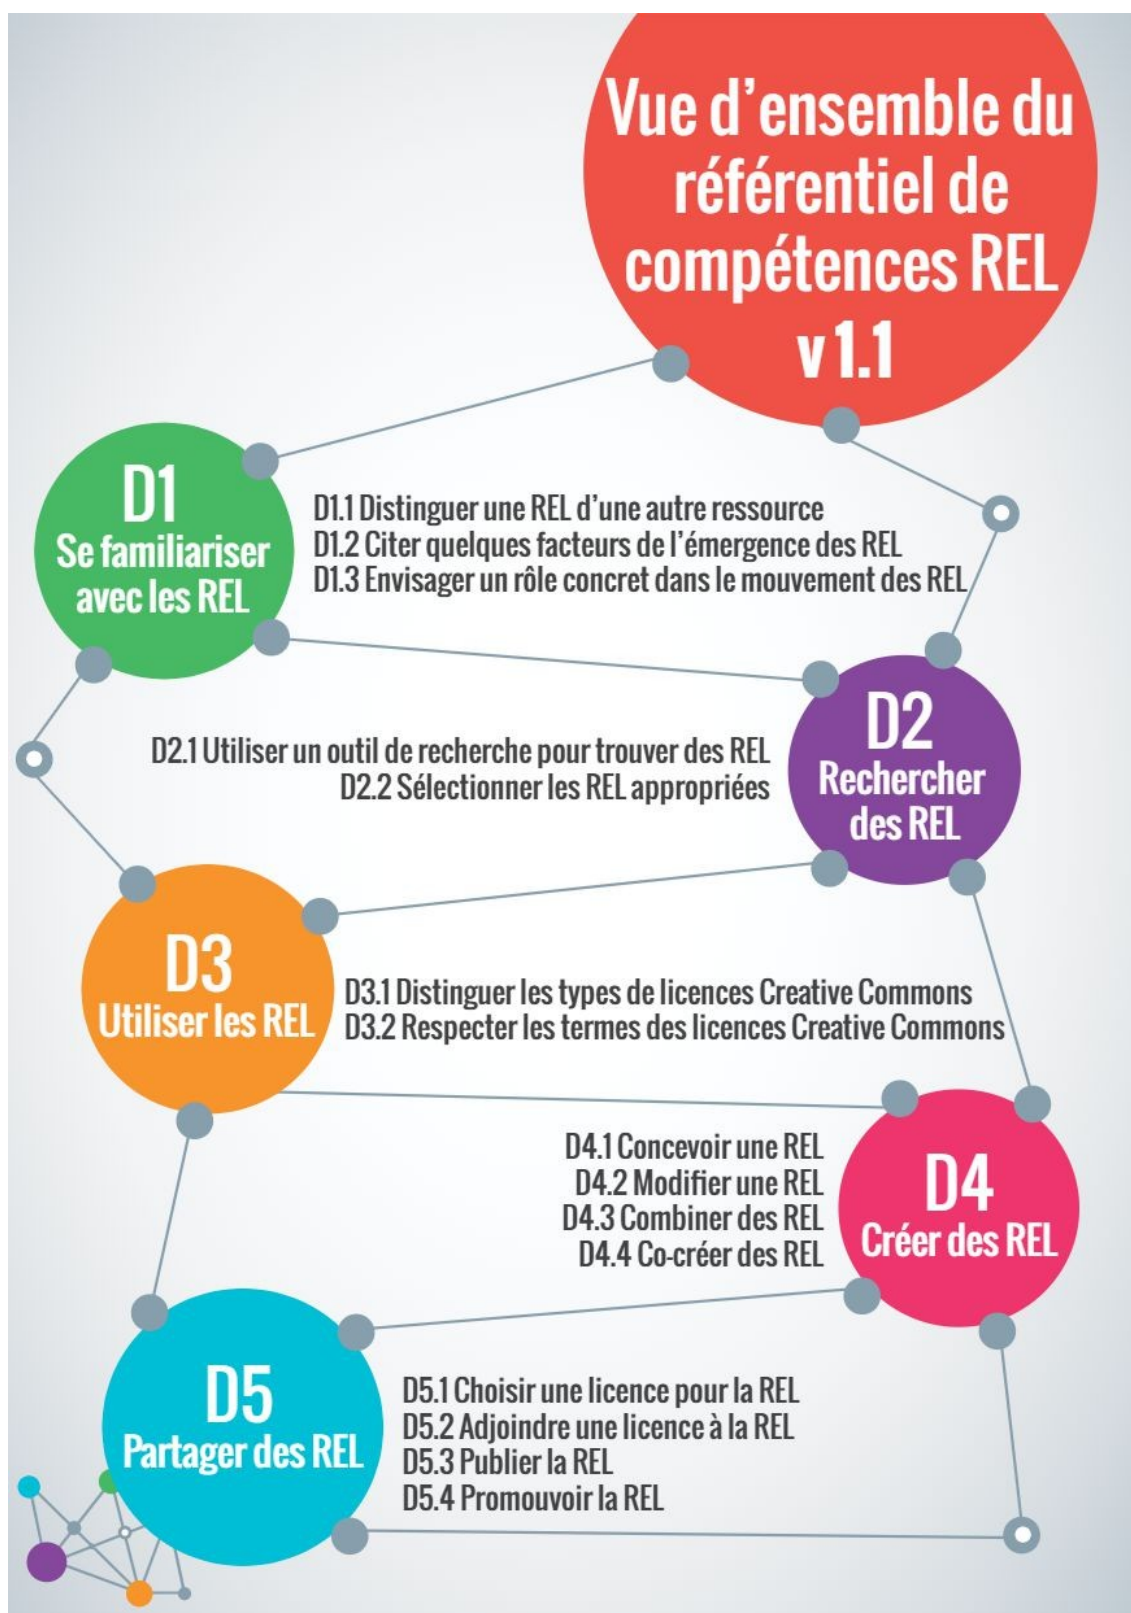 Vue d’ensemble du
référentiel de
compétences REL
v 1.1
D1
Se familiariser
avec les REL
D1.1 Distinguer une REL d’une autre ressource
D1.2 Citer quelques facteurs de l’émergence des REL
D1.3 Envisager un rôle concret dans le mouvement des REL
D2
Rechercher
des REL
D2.1 Utiliser un outil de recherche pour trouver des REL
D2.2 Sélectionner les REL appropriées
D3
Utiliser les REL
D3.1 Distinguer les types de licences Creative Commons
D3.2 Respecter les termes des licences Creative Commons
D4
Créer des REL
D4.1 Concevoir une REL
D4.2 Modifier une REL
D4.3 Combiner des REL
D4.4 Co-créer des REL
D5
Partager des REL
D5.1 Choisir une licence pour la REL
D5.2 Adjoindre une licence à la REL
D5.3 Publier la REL
D5.4 Promouvoir la REL